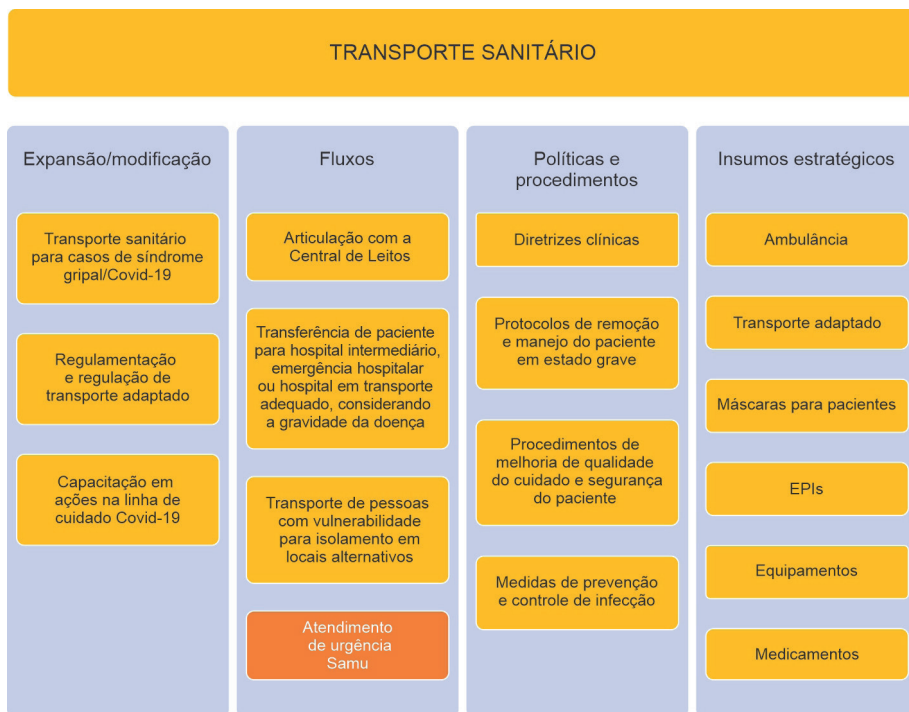 TRANSPORTE SANITÁRIO
Expansão/modificação
Transporte sanitário
para casos de síndrome
gripal/Covid-19
Regulamentação
e regulação de
transporte adaptado
Capacitação em
ações na linha de
cuidado Covid-19
Fluxos
Articulação com a
Central de Leitos
Transferência de paciente
para hospital intermediário,
emergência hospitalar
ou hospital em transporte
adequado, considerando
a gravidade da doença
Transporte de pessoas
com vulnerabilidade
para isolamento em
locais alternativos
Atendimento
de urgência
Samu
Políticas e
procedimentos
Diretrizes clínicas
Protocolos de remoção
e manejo do paciente
em estado grave
Procedimentos de
melhoria de qualidade
do cuidado e segurança
do paciente
Medidas de prevenção
e controle de infecção
Insumos estratégicos
Ambulância
Transporte adaptado
Máscaras para pacientes
EPIs
Equipamentos
Medicamentos